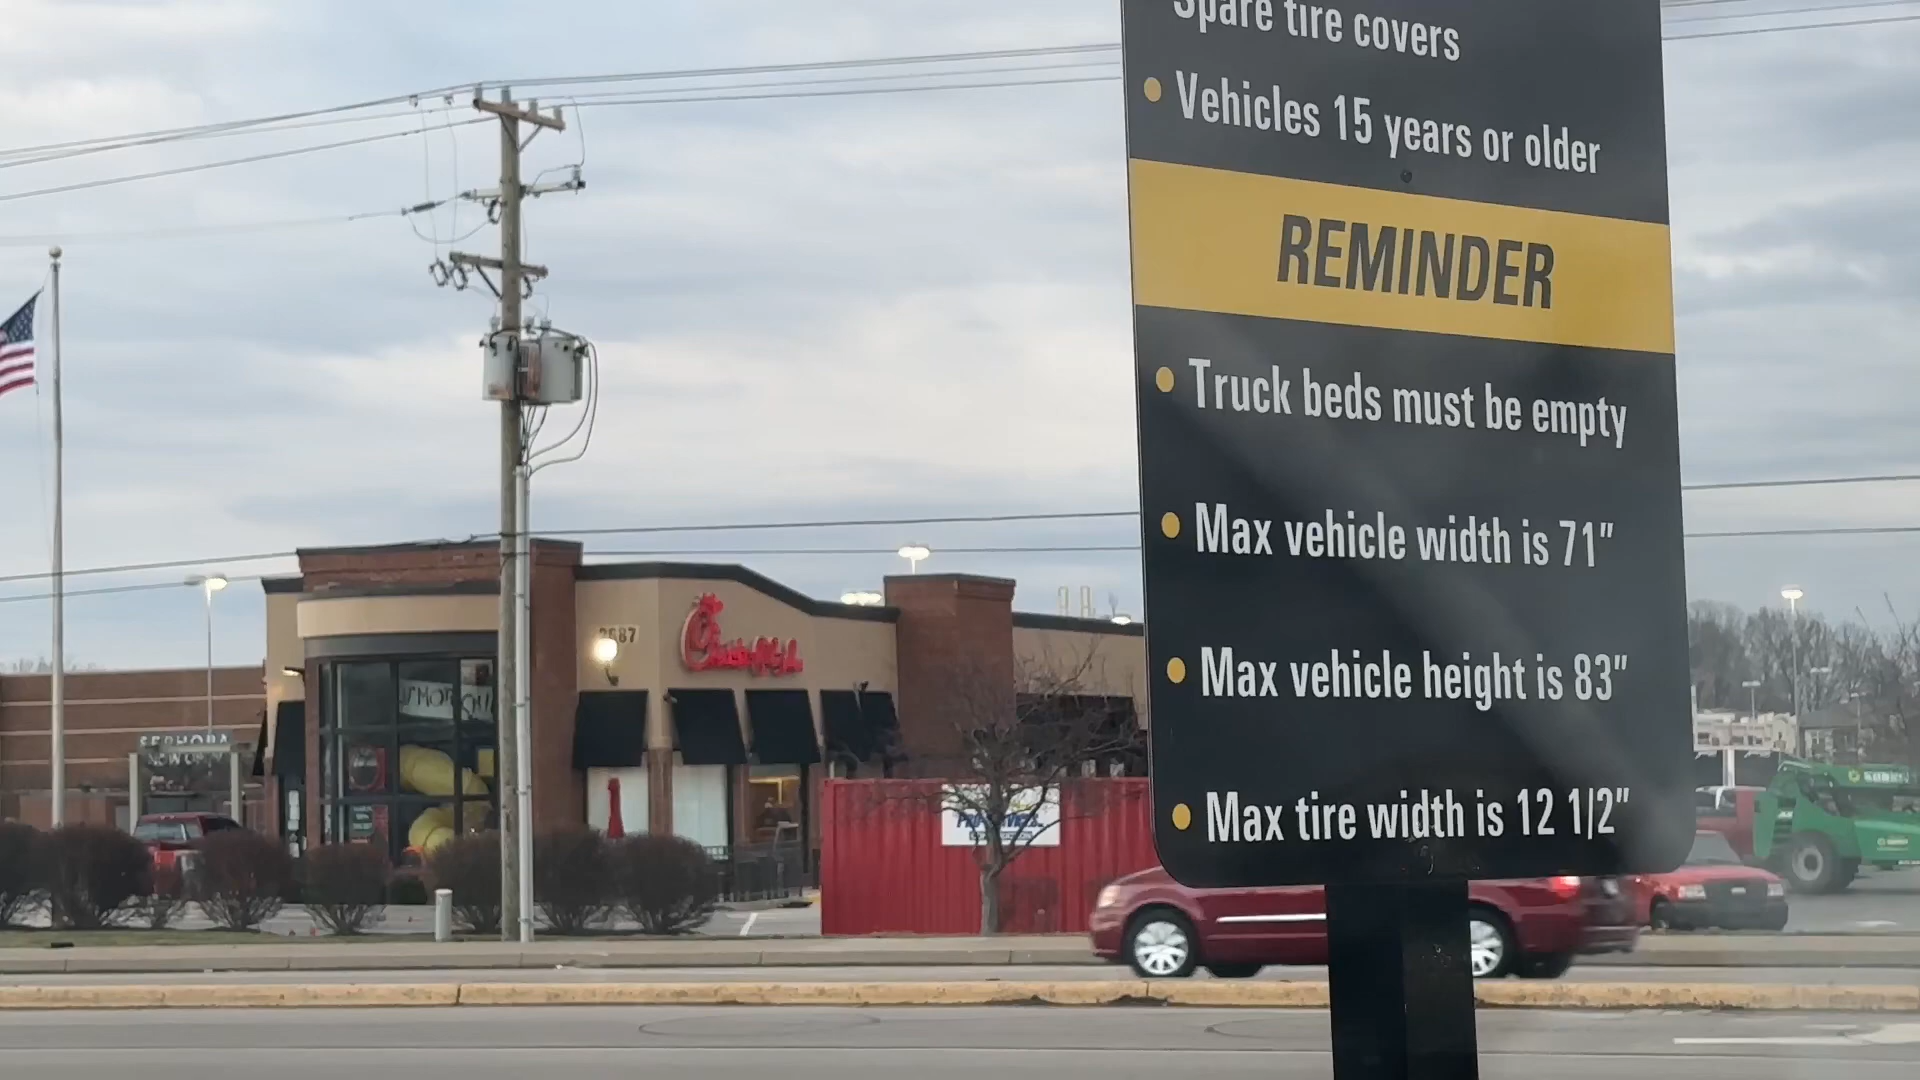 Spare tire covers
Vehicles 15 years or older
REMINDER
Truck beds must be empty
Max vehicle width is 71"
Max vehicle height is 83"
Max tire width is 12 1/2"
Chick-fil-A
SEPHORA